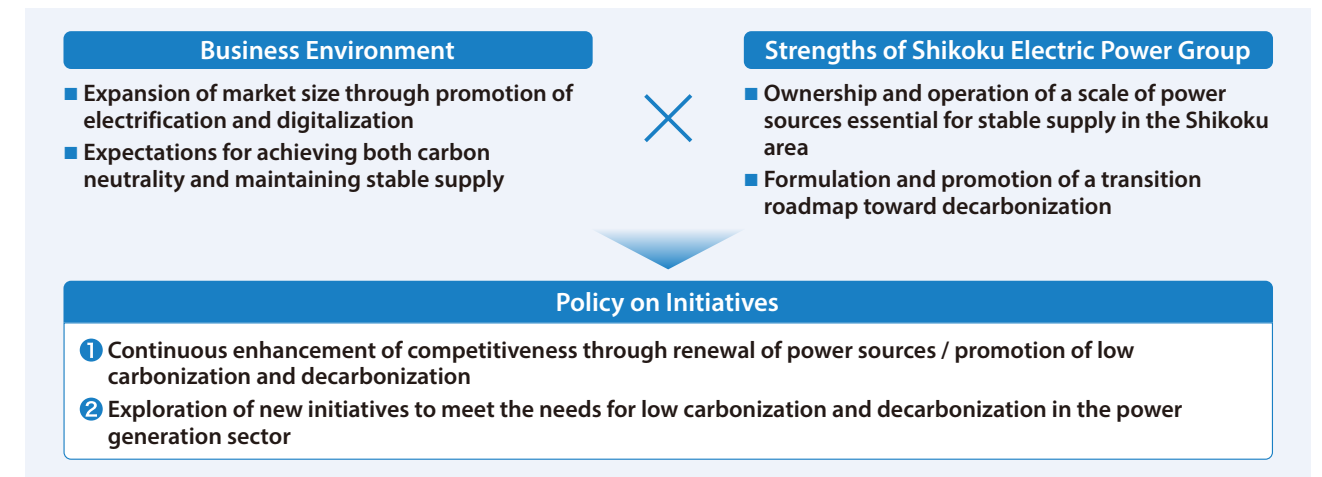 Business Environment
■ Expansion of market size through promotion of
electrification and digitalization
■ Expectations for achieving both carbon
neutrality and maintaining stable supply
×
Strengths of Shikoku Electric Power Group
■ Ownership and operation of a scale of power
sources essential for stable supply in the Shikoku
area
■ Formulation and promotion of a transition
roadmap toward decarbonization
Policy on Initiatives
❶ Continuous enhancement of competitiveness through renewal of power sources / promotion of low
carbonization and decarbonization
❷ Exploration of new initiatives to meet the needs for low carbonization and decarbonization in the power
generation sector